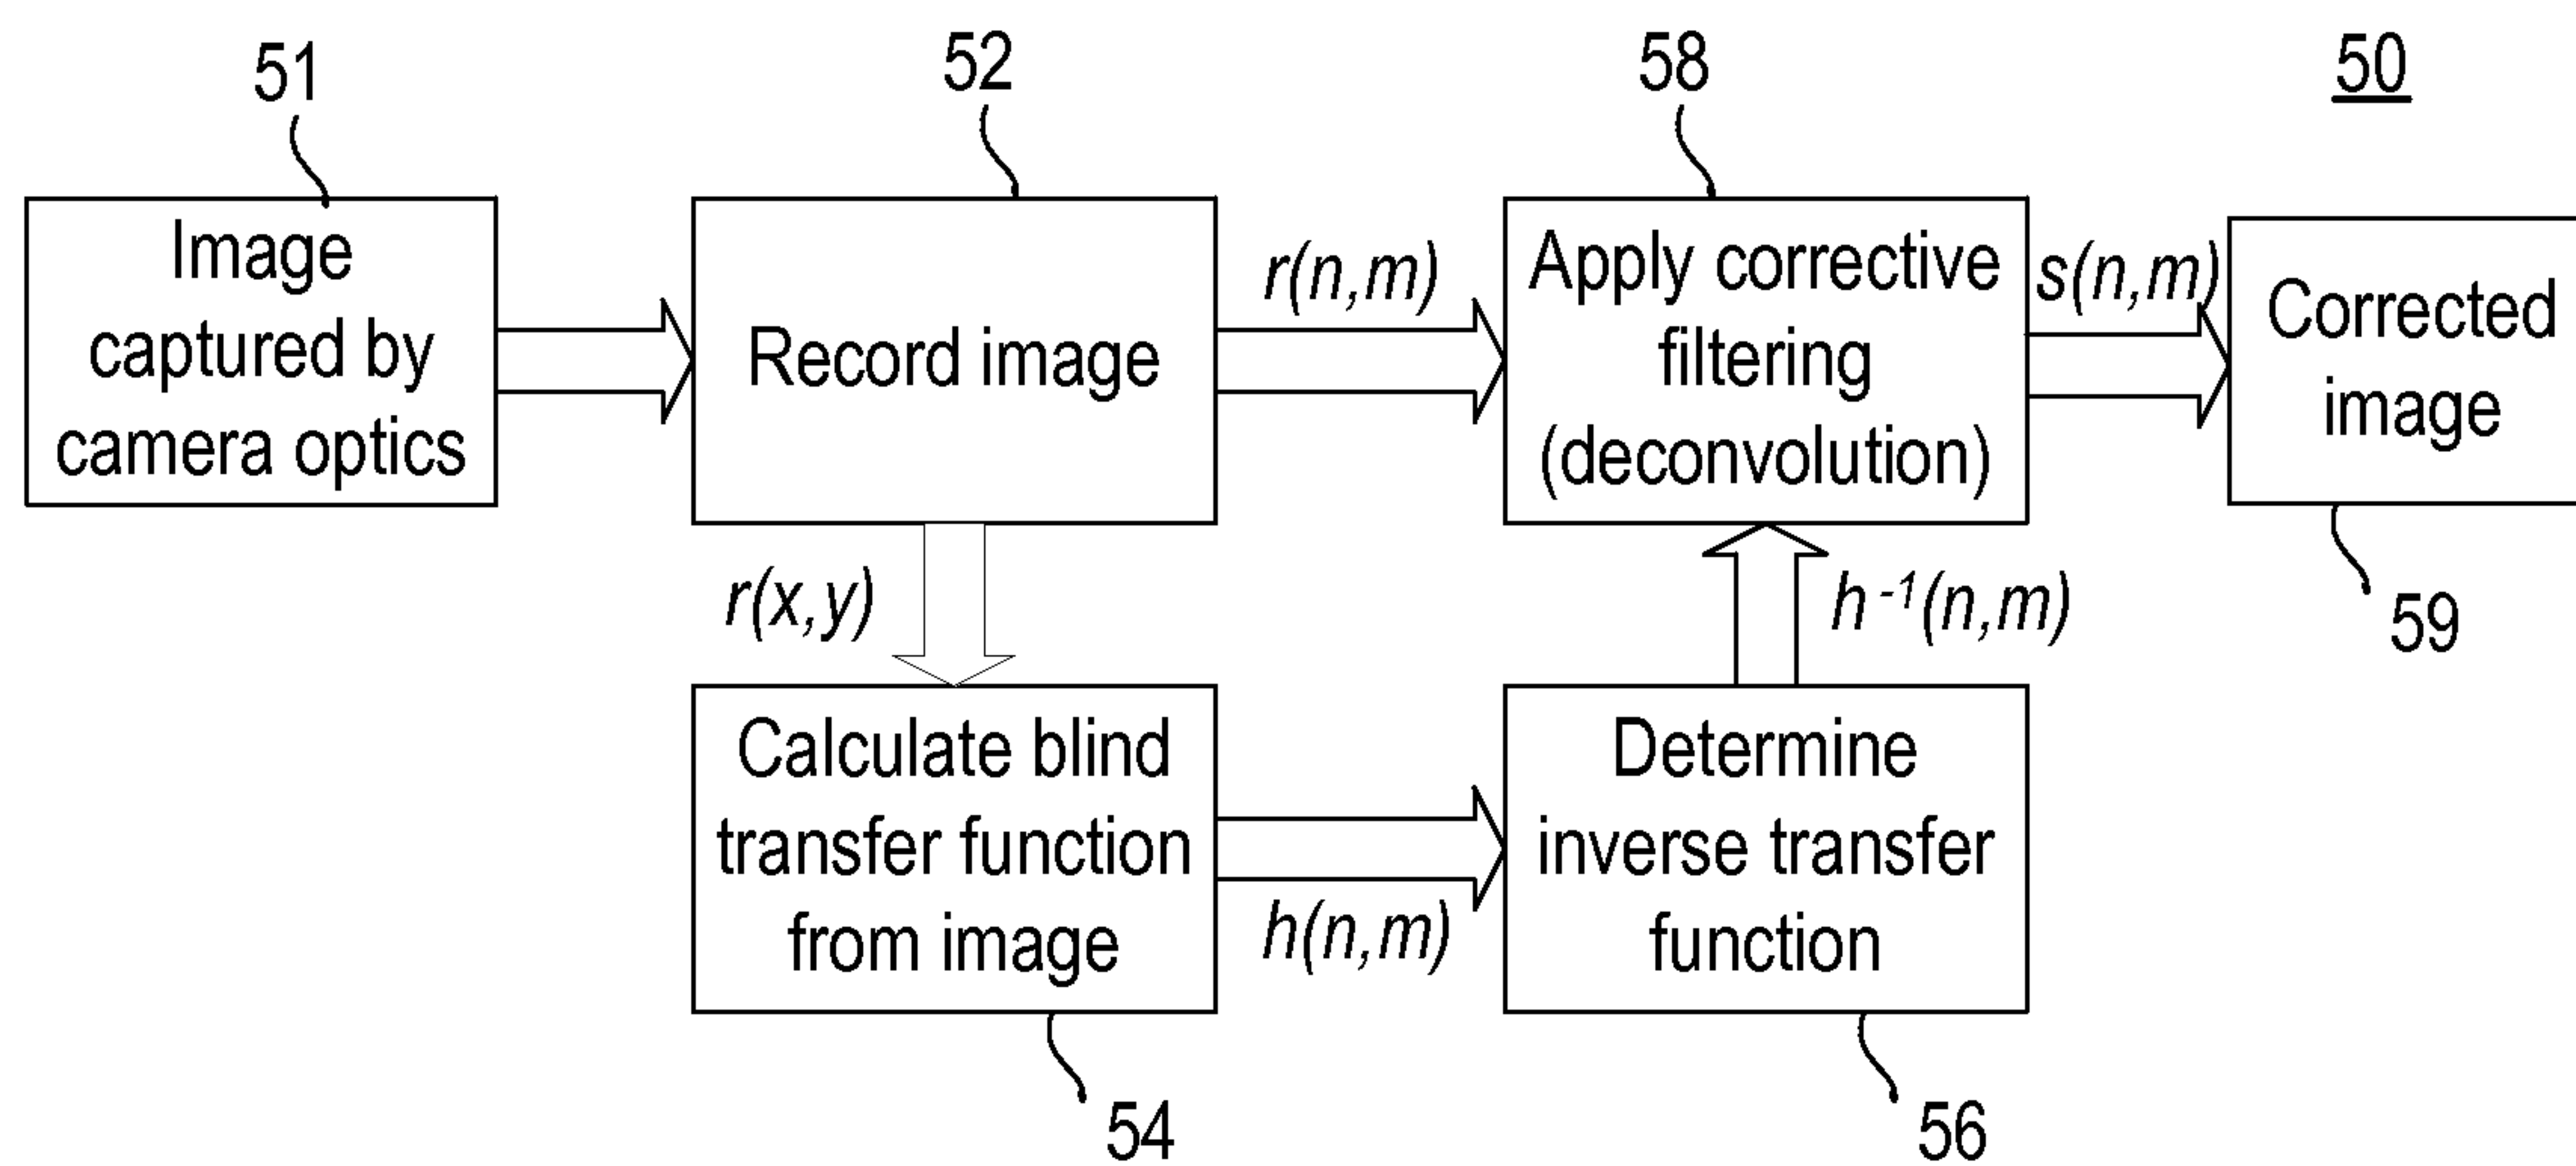 51
52
58
50
Image
captured by
camera optics
Record image
r(n,m)
Apply corrective
filtering
(deconvolution)
s(n,m)
Corrected
image
r(x,y)
h⁻¹(n,m)
59
Calculate blind
transfer function
from image
h(n,m)
Determine
inverse transfer
function
54
56